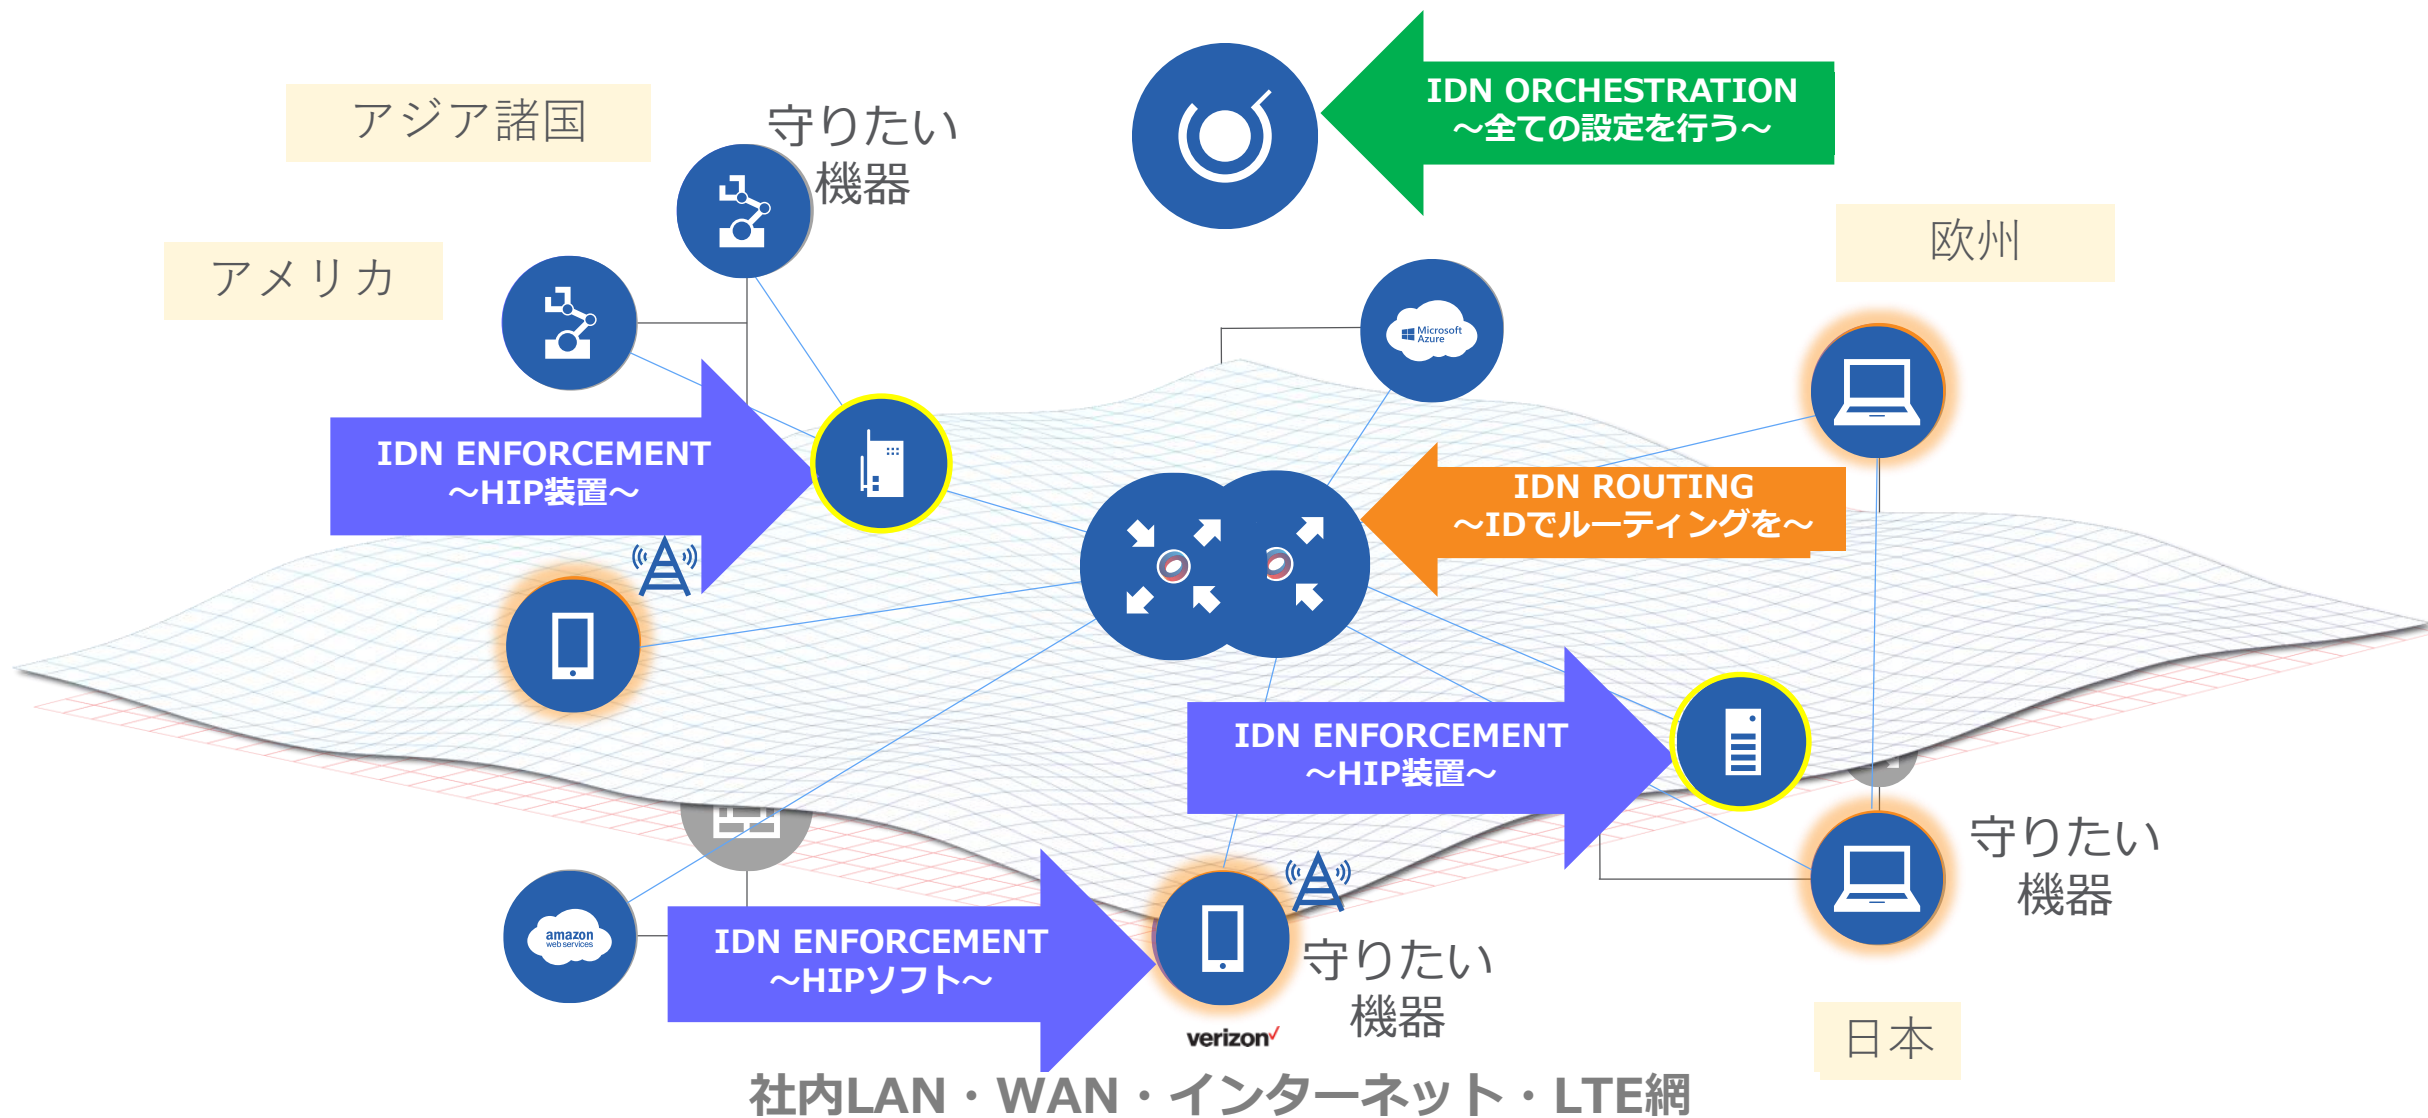 IDN ORCHESTRATION
～全ての設定を行う～
アジア諸国
守りたい
機器
アメリカ
欧州
Microsoft
Azure
IDN ENFORCEMENT
～HIP装置～
IDN ROUTING
～IDでルーティングを～
IDN ENFORCEMENT
～HIP装置～
守りたい
機器
amazon
web services
IDN ENFORCEMENT
～HIPソフト～
守りたい
機器
verizon
日本
社内LAN・WAN・インターネット・LTE網